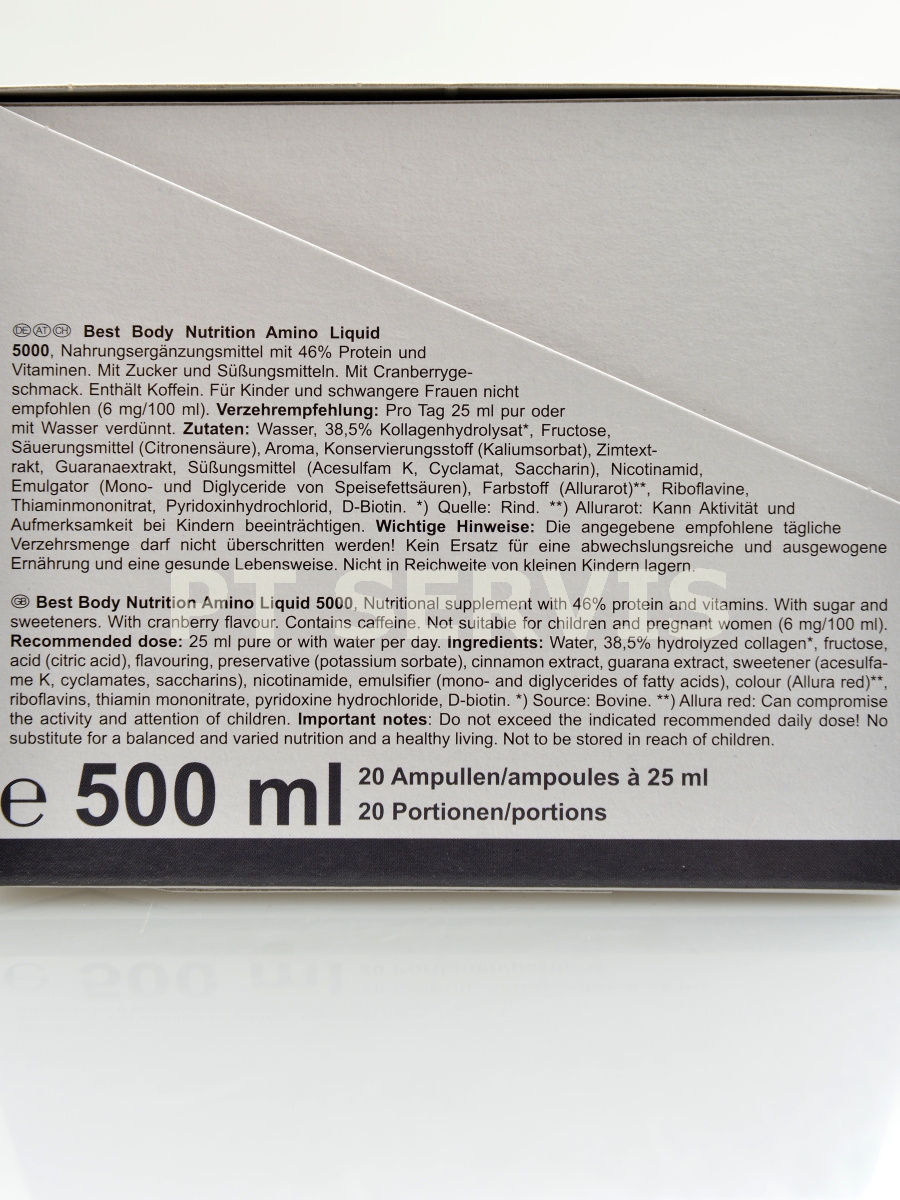 DE AT CH Best Body Nutrition Amino Liquid
5000, Nahrungsergänzungsmittel mit 46% Protein und
Vitaminen. Mit Zucker und Süßungsmitteln. Mit Cranberryge-
schmack. Enthält Koffein. Für Kinder und schwangere Frauen nicht
empfohlen (6 mg/100 ml). Verzehrempfehlung: Pro Tag 25 ml pur oder
mit Wasser verdünnt. Zutaten: Wasser, 38,5% Kollagenhydrolysat*, Fructose,
Säuerungsmittel (Citronensäure), Aroma, Konservierungsstoff (Kaliumsorbat), Zimtext-
rakt, Guaranaextrakt, Süßungsmittel (Acesulfam K, Cyclamat, Saccharin), Nicotinamid,
Emulgator (Mono- und Diglyceride von Speisefettsäuren), Farbstoff (Allurarot)**, Riboflavine,
Thiaminmononitrat, Pyridoxinhydrochlorid, D-Biotin. *) Quelle: Rind. **) Allurarot: Kann Aktivität und
Aufmerksamkeit bei Kindern beeinträchtigen. Wichtige Hinweise: Die angegebene empfohlene tägliche
Verzehrsmenge darf nicht überschritten werden! Kein Ersatz für eine abwechslungsreiche und ausgewogene
Ernährung und eine gesunde Lebensweise. Nicht in Reichweite von kleinen Kindern lagern.
PT SERVIS
GB Best Body Nutrition Amino Liquid 5000, Nutritional supplement with 46% protein and vitamins. With sugar and
sweeteners. With cranberry flavour. Contains caffeine. Not suitable for children and pregnant women (6 mg/100 ml).
Recommended dose: 25 ml pure or with water per day. Ingredients: Water, 38,5% hydrolyzed collagen*, fructose,
acid (citric acid), flavouring, preservative (potassium sorbate), cinnamon extract, guarana extract, sweetener (acesulfa-
me K, cyclamates, saccharins), nicotinamide, emulsifier (mono- and diglycerides of fatty acids), colour (Allura red)**,
riboflavins, thiamin mononitrate, pyridoxine hydrochloride, D-biotin. *) Source: Bovine. **) Allura red: Can compromise
the activity and attention of children. Important notes: Do not exceed the indicated recommended daily dose! No
substitute for a balanced and varied nutrition and a healthy living. Not to be stored in reach of children.
℮ 500 ml
20 Ampullen/ampoules à 25 ml
20 Portionen/portions